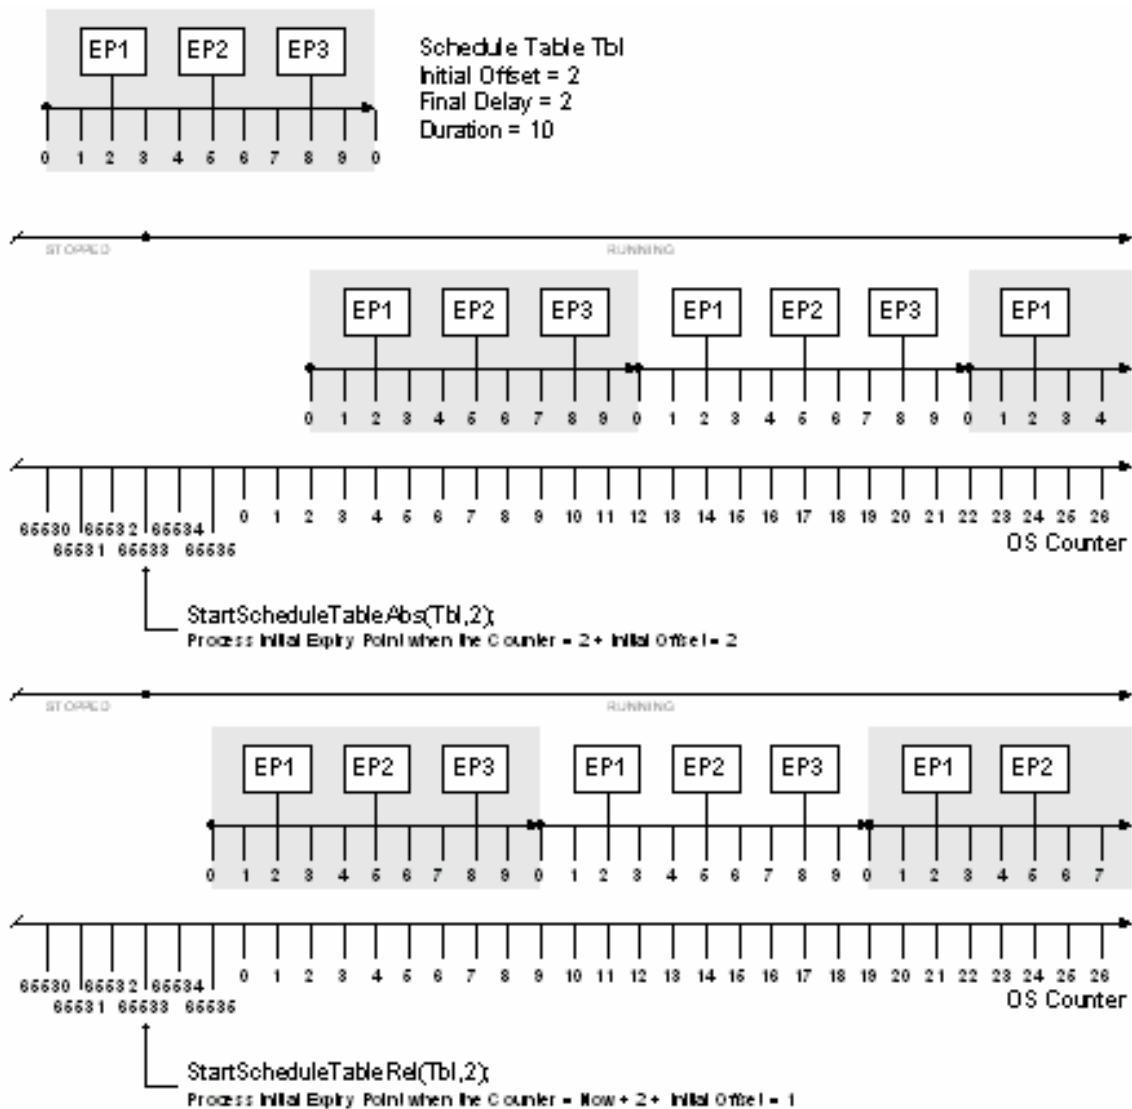 EP1 EP2 EP3
Schedule Table Tbl
Initial Offset = 2
Final Delay = 2
Duration = 10
0 1 2 3 4 5 6 7 8 9 0
STOPPED RUNNING
EP1 EP2 EP3 EP1 EP2 EP3 EP1
0 1 2 3 4 5 6 7 8 9 0 1 2 3 4 5 6 7 8 9 0 1 2 3 4
65530 65532 65534 0 1 2 3 4 5 6 7 8 9 10 11 12 13 14 15 16 17 18 19 20 21 22 23 24 25 26
65531 65533 65535
OS Counter
StartScheduleTableAbs(Tbl,2);
Process Initial Expiry Point when the Counter = 2 + Initial Offset = 2
STOPPED RUNNING
EP1 EP2 EP3 EP1 EP2 EP3 EP1 EP2
0 1 2 3 4 5 6 7 8 9 0 1 2 3 4 5 6 7 8 9 0 1 2 3 4 5 6 7
65530 65532 65534 0 1 2 3 4 5 6 7 8 9 10 11 12 13 14 15 16 17 18 19 20 21 22 23 24 25 26
65531 65533 65535
OS Counter
StartScheduleTableRel(Tbl,2);
Process Initial Expiry Point when the Counter = Now + 2 + Initial Offset = 1